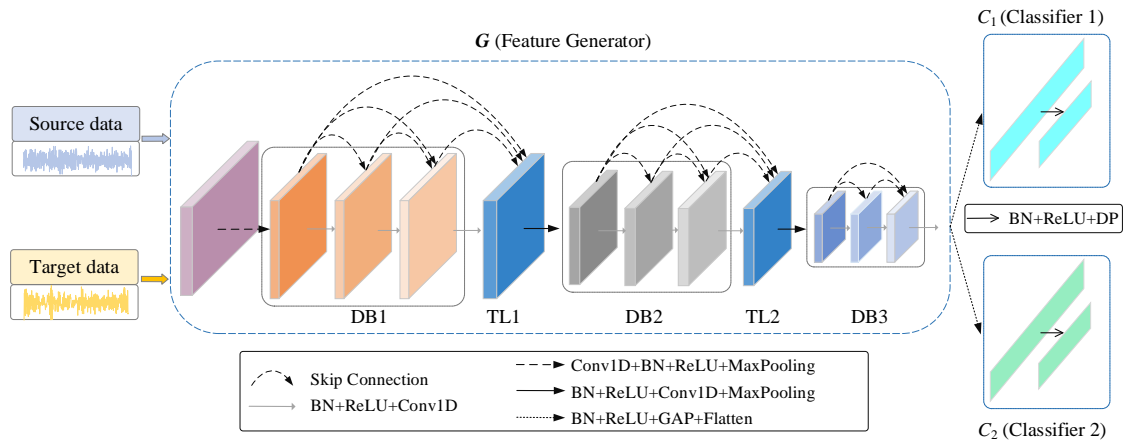 C1 (Classifier 1)
G (Feature Generator)
Source data
Target data
BN+ReLU+DP
DB1
TL1
DB2
TL2
DB3
Skip Connection
BN+ReLU+Conv1D
Conv1D+BN+ReLU+MaxPooling
BN+ReLU+Conv1D+MaxPooling
BN+ReLU+GAP+Flatten
C2 (Classifier 2)